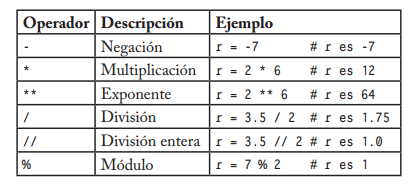 Operador Descripción Ejemplo
- Negación r = -7 # r es -7
* Multiplicación r = 2 * 6 # r es 12
** Exponente r = 2 ** 6 # r es 64
/ División r = 3.5 / 2 # r es 1.75
// División entera r = 3.5 // 2 # r es 1.0
% Módulo r = 7 % 2 # r es 1